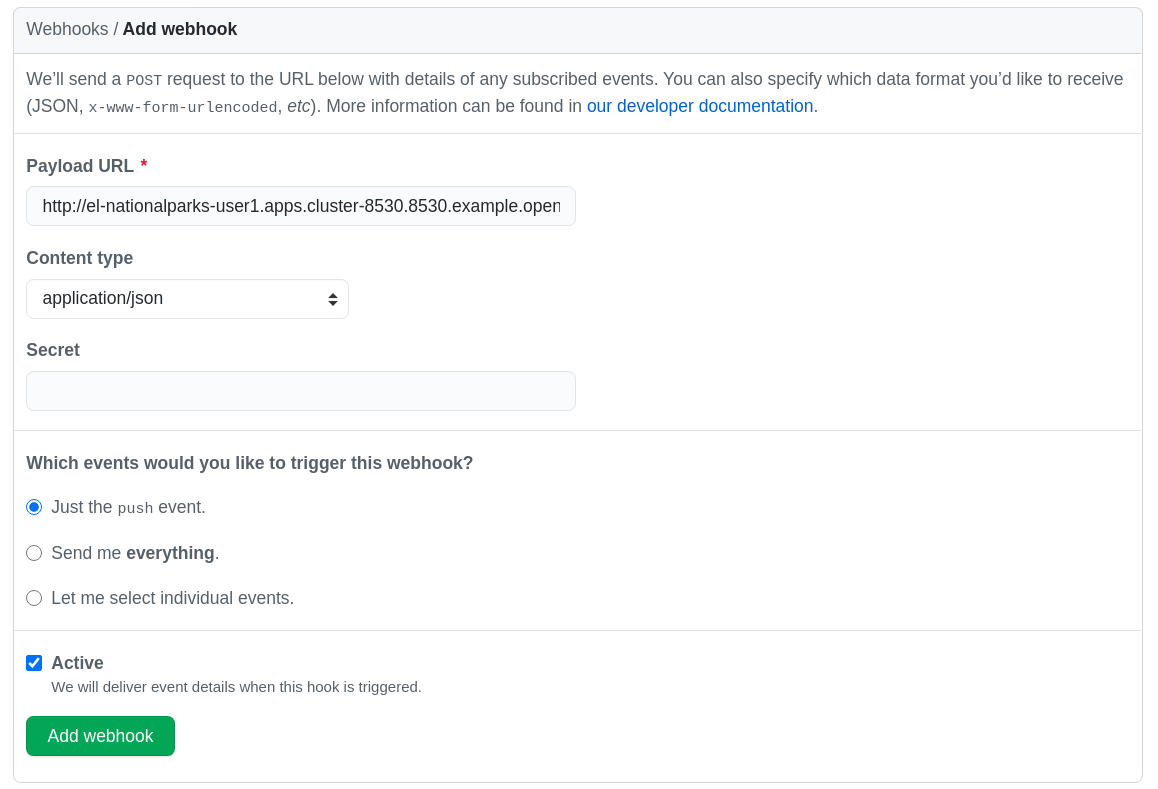 Webhooks / Add webhook
We’ll send a POST request to the URL below with details of any subscribed events. You can also specify which data format you’d like to receive
(JSON, x-www-form-urlencoded, etc). More information can be found in our developer documentation.
Payload URL *
http://el-nationalparks-user1.apps.cluster-8530.8530.example.open
Content type
application/json
Secret
Which events would you like to trigger this webhook?
Just the push event.
Send me everything.
Let me select individual events.
Active
We will deliver event details when this hook is triggered.
Add webhook